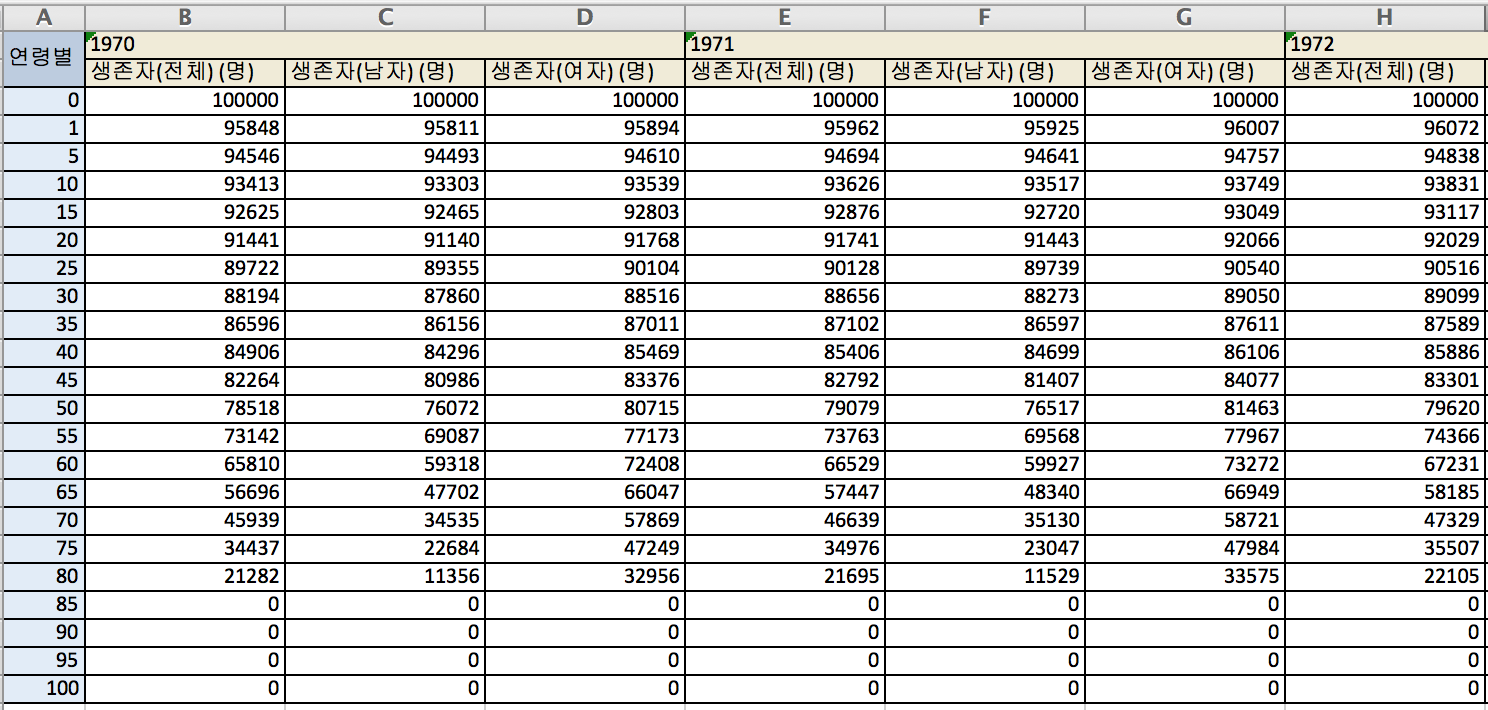 A B C D E F G H
연령별 1970 1971 1972
생존자(전체) (명) 생존자(남자) (명) 생존자(여자) (명) 생존자(전체) (명) 생존자(남자) (명) 생존자(여자) (명) 생존자(전체) (명)
0 100000 100000 100000 100000 100000 100000 100000
1 95848 95811 95894 95962 95925 96007 96072
5 94546 94493 94610 94694 94641 94757 94838
10 93413 93303 93539 93626 93517 93749 93831
15 92625 92465 92803 92876 92720 93049 93117
20 91441 91140 91768 91741 91443 92066 92029
25 89722 89355 90104 90128 89739 90540 90516
30 88194 87860 88516 88656 88273 89050 89099
35 86596 86156 87011 87102 86597 87611 87589
40 84906 84296 85469 85406 84699 86106 85886
45 82264 80986 83376 82792 81407 84077 83301
50 78518 76072 80715 79079 76517 81463 79620
55 73142 69087 77173 73763 69568 77967 74366
60 65810 59318 72408 66529 59927 73272 67231
65 56696 47702 66047 57447 48340 66949 58185
70 45939 34535 57869 46639 35130 58721 47329
75 34437 22684 47249 34976 23047 47984 35507
80 21282 11356 32956 21695 11529 33575 22105
85 0 0 0 0 0 0 0
90 0 0 0 0 0 0 0
95 0 0 0 0 0 0 0
100 0 0 0 0 0 0 0